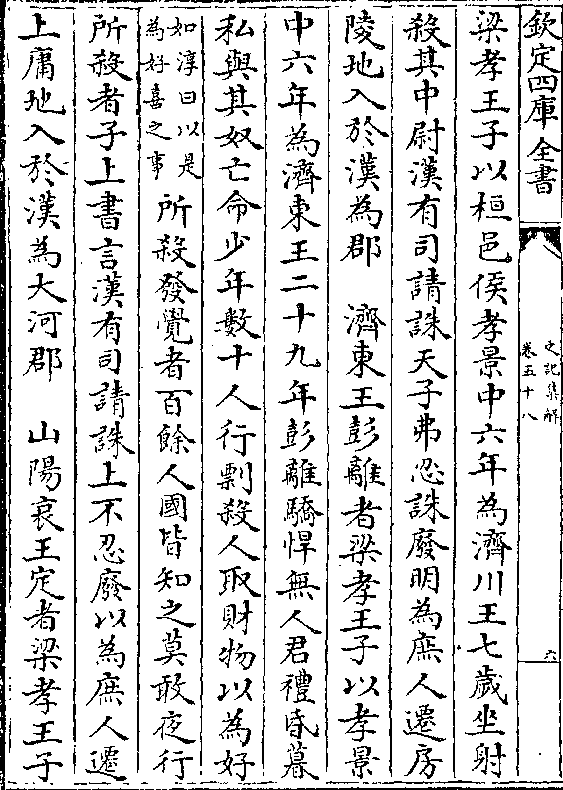 欽定四庫全書
史記集解
卷五十八
六
梁孝王子以桓邑侯孝景中六年為濟川王七歲坐射
殺其中尉漢有司請誅天子弗忍誅廢明為庶人遷房
陵地入於漢為郡　濟東王彭離者梁孝王子以孝景
中六年為濟東王二十九年彭離驕悍無人君禮昏暮
私與其奴亡命少年數十人行剽殺人取財物以為好
如淳曰以是
為好喜之事
所殺發覺者百餘人國皆知之莫敢夜行
所殺者子上書言漢有司請誅上不忍廢以為庶人遷
上庸地入於漢為大河郡　山陽哀王定者梁孝王子